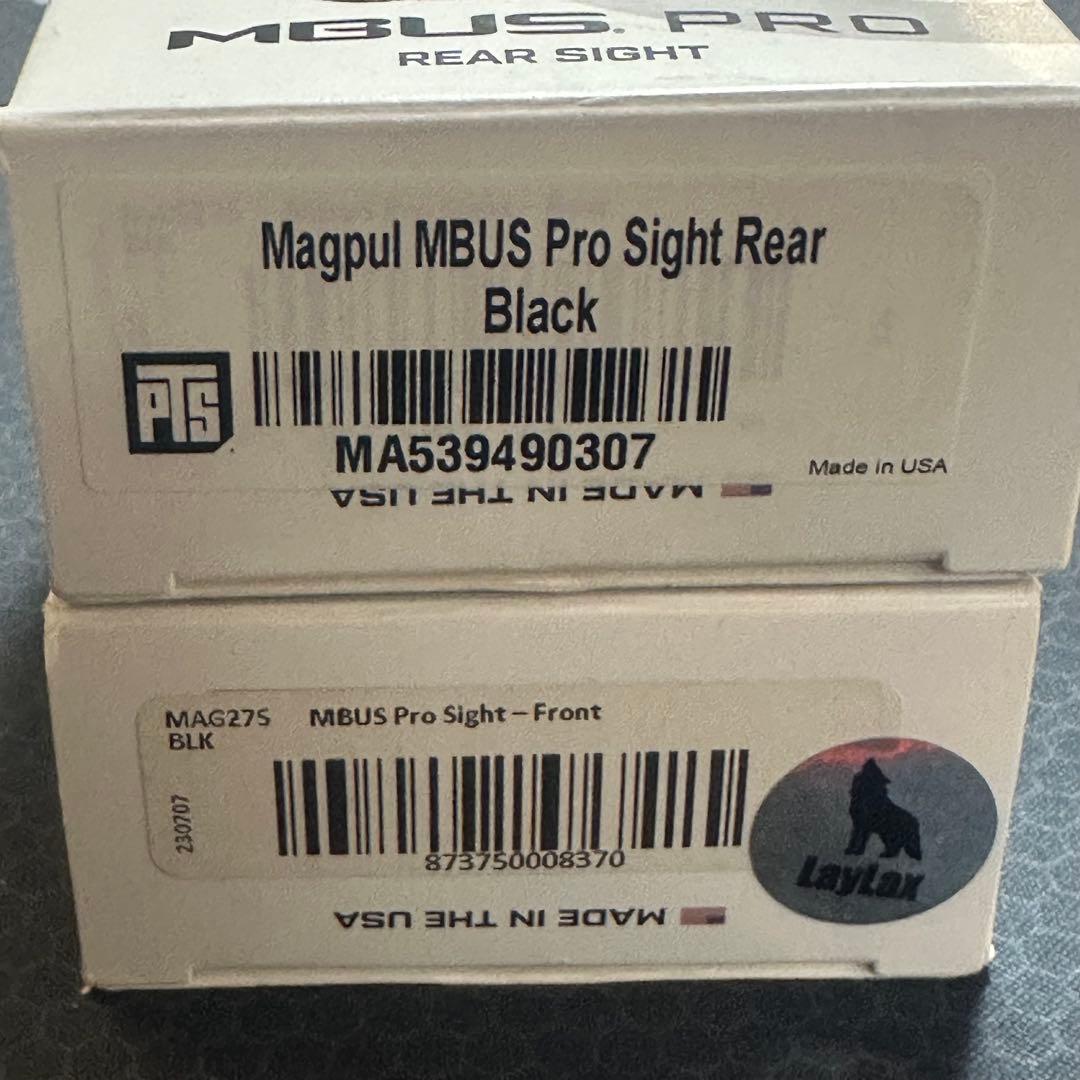 MBUS. PRO
REAR SIGHT
Magpul MBUS Pro Sight Rear
Black
PTS
MA539490307
Made in USA
MADE IN THE USA
MAG275 MBUS Pro Sight – Front
BLK
230707
873750008370
LayLax
MADE IN THE USA